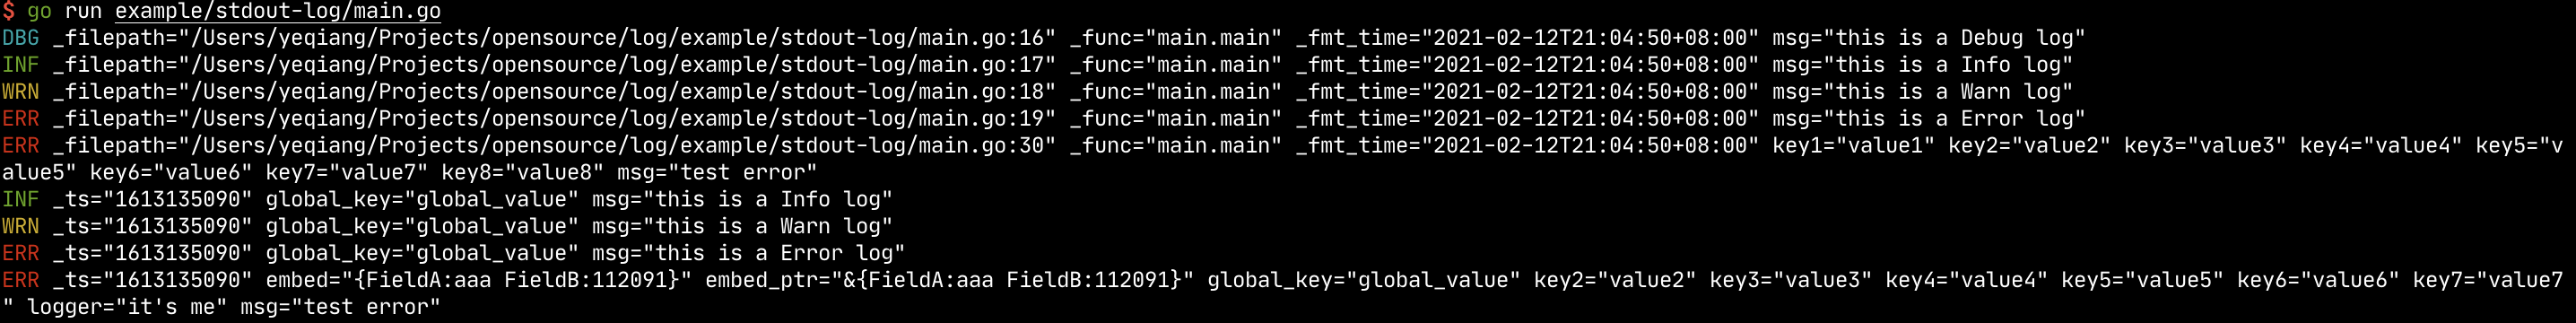 $ go run example/stdout-log/main.go
DBG _filepath="/Users/yeqiang/Projects/opensource/log/example/stdout-log/main.go:16" _func="main.main" _fmt_time="2021-02-12T21:04:50+08:00" msg="this is a Debug log"
INF _filepath="/Users/yeqiang/Projects/opensource/log/example/stdout-log/main.go:17" _func="main.main" _fmt_time="2021-02-12T21:04:50+08:00" msg="this is a Info log"
WRN _filepath="/Users/yeqiang/Projects/opensource/log/example/stdout-log/main.go:18" _func="main.main" _fmt_time="2021-02-12T21:04:50+08:00" msg="this is a Warn log"
ERR _filepath="/Users/yeqiang/Projects/opensource/log/example/stdout-log/main.go:19" _func="main.main" _fmt_time="2021-02-12T21:04:50+08:00" msg="this is a Error log"
ERR _filepath="/Users/yeqiang/Projects/opensource/log/example/stdout-log/main.go:30" _func="main.main" _fmt_time="2021-02-12T21:04:50+08:00" key1="value1" key2="value2" key3="value3" key4="value4" key5="v
alue5" key6="value6" key7="value7" key8="value8" msg="test error"
INF _ts="1613135090" global_key="global_value" msg="this is a Info log"
WRN _ts="1613135090" global_key="global_value" msg="this is a Warn log"
ERR _ts="1613135090" global_key="global_value" msg="this is a Error log"
ERR _ts="1613135090" embed="{FieldA:aaa FieldB:112091}" embed_ptr="&{FieldA:aaa FieldB:112091}" global_key="global_value" key2="value2" key3="value3" key4="value4" key5="value5" key6="value6" key7="value7
" logger="it's me" msg="test error"